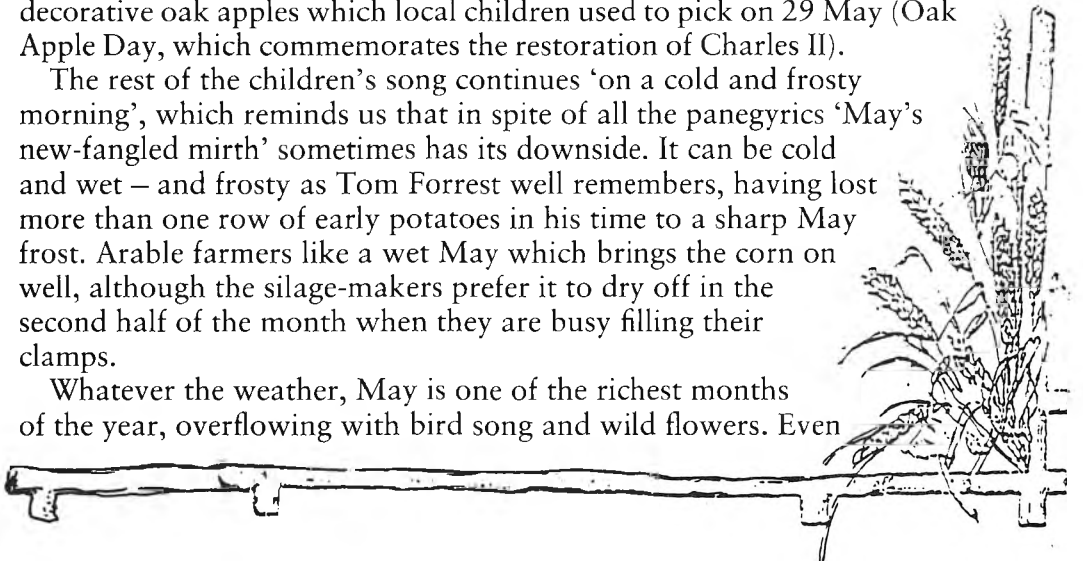 decorative oak apples which local children used to pick on 29 May (Oak
Apple Day, which commemorates the restoration of Charles II).
The rest of the children’s song continues ‘on a cold and frosty
morning’, which reminds us that in spite of all the panegyrics ‘May’s
new-fangled mirth’ sometimes has its downside. It can be cold
and wet – and frosty as Tom Forrest well remembers, having lost
more than one row of early potatoes in his time to a sharp May
frost. Arable farmers like a wet May which brings the corn on
well, although the silage-makers prefer it to dry off in the
second half of the month when they are busy filling their
clamps.
Whatever the weather, May is one of the richest months
of the year, overflowing with bird song and wild flowers. Even